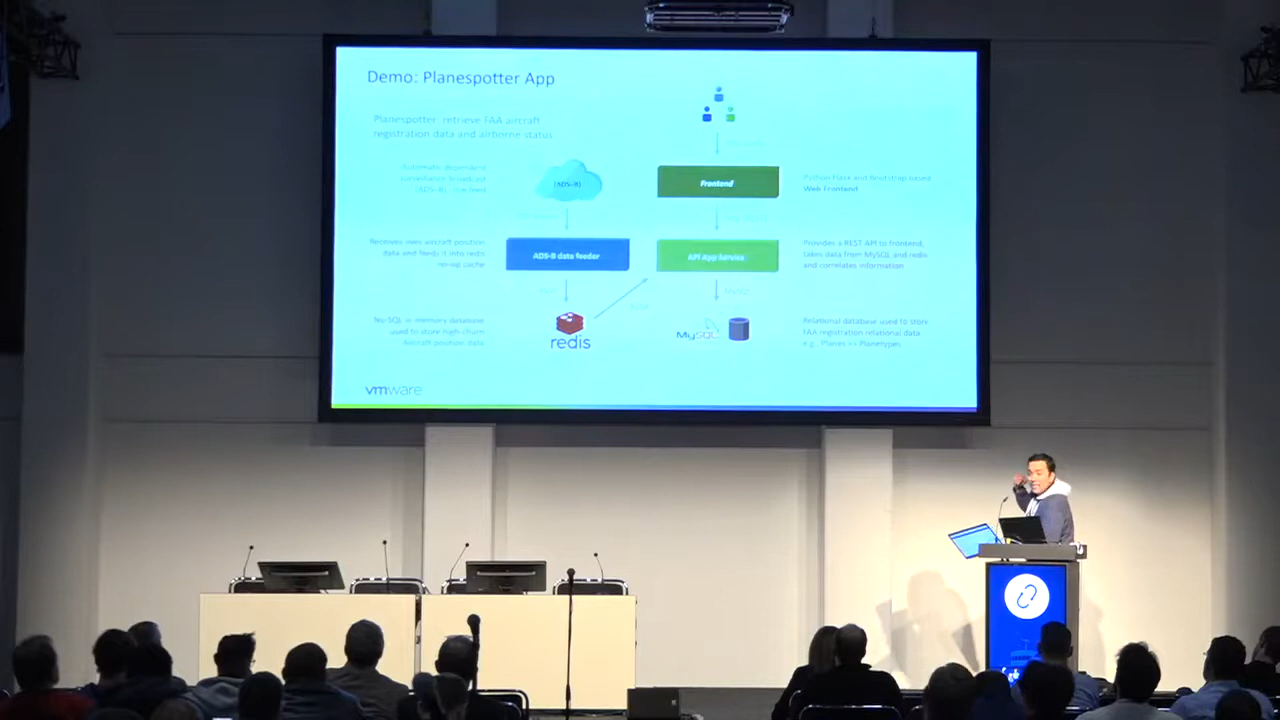 Demo: Planespotter App
Planespotter: retrieve FAA aircraft
registration data and airborne status
Automatic dependent
surveillance broadcast
(ADS-B)
(ADS-B)
Frontend
Python Flask and Bootstrap based
Web Frontend
Receives live aircraft position
data and feeds it into redis
cache
ADS-B data feeder
API App Service
Provides a REST API to frontend,
takes data from MySQL and redis
and correlates information
MySQL
No-SQL in memory database
used to store high-churn
Aircraft position data
redis
MySQL
Relational database used to store
FAA registration relational data
e.g., Planes Planetypes
vmware